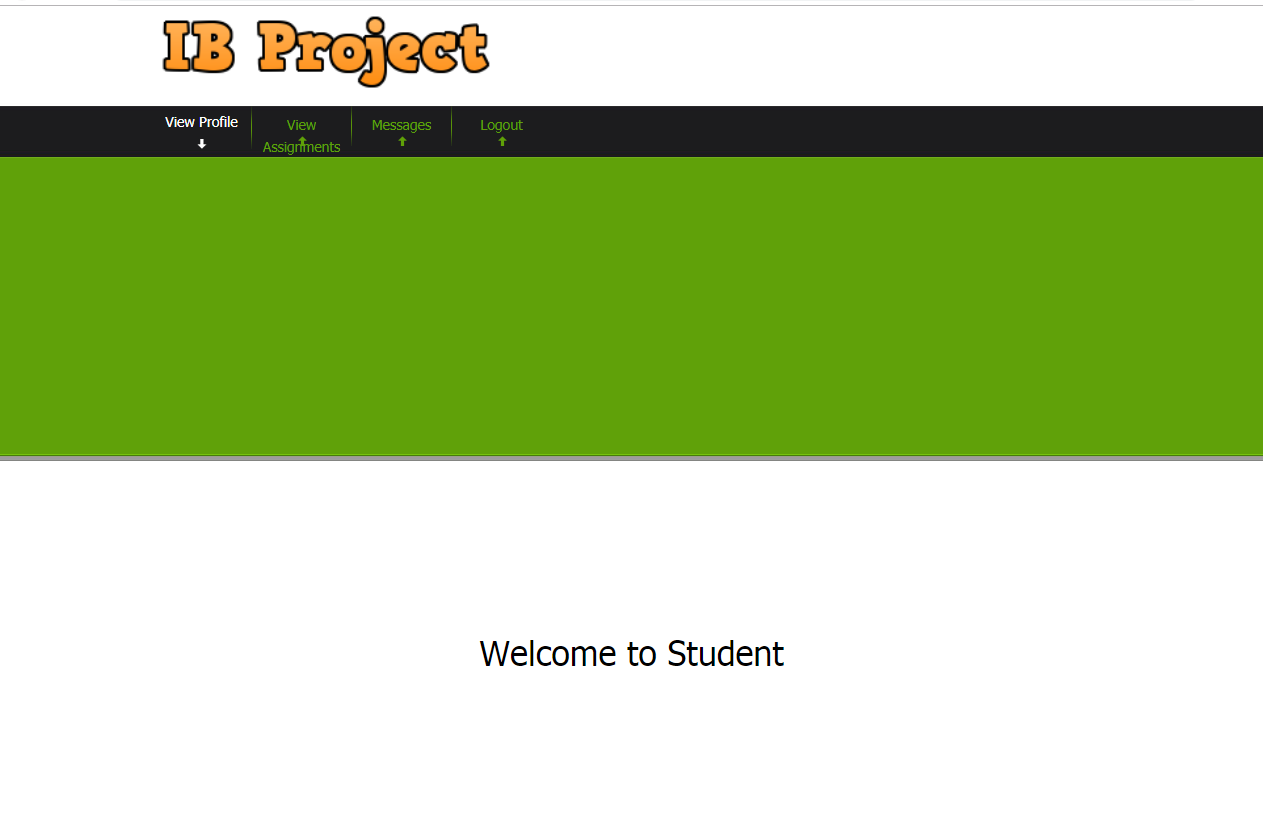 IB Project
View Profile
View
Assignments
Messages
Logout
Welcome to Student